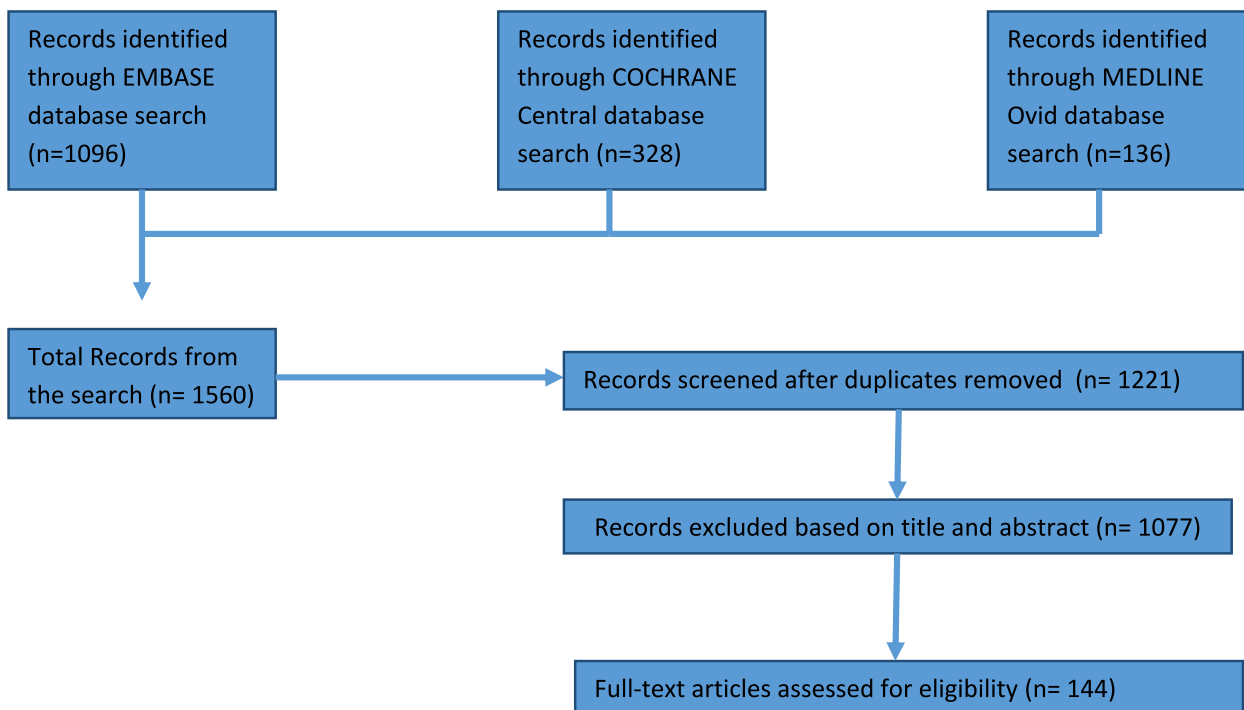 Records identified
through EMBASE
database search
(n=1096)
Records identified
through COCHRANE
Central database
search (n=328)
Records identified
through MEDLINE
Ovid database
search (n=136)
Total Records from
the search (n= 1560)
Records screened after duplicates removed (n= 1221)
Records excluded based on title and abstract (n= 1077)
Full-text articles assessed for eligibility (n= 144)